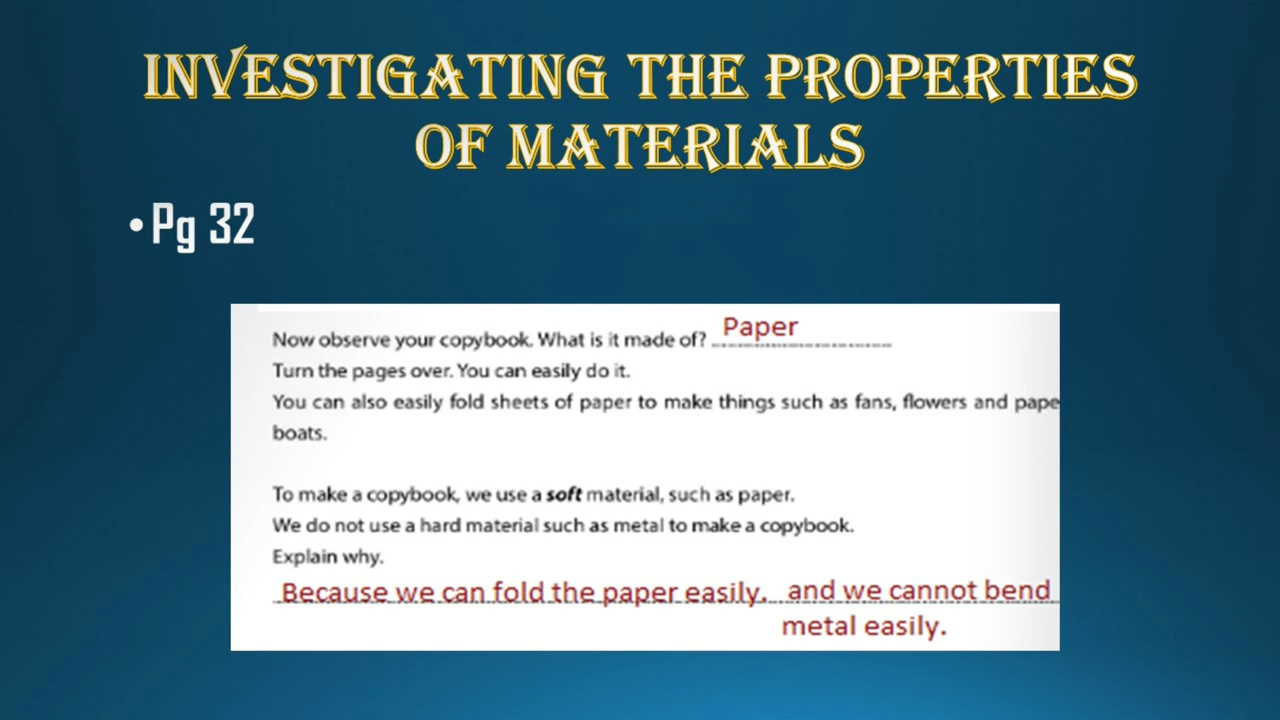 INVESTIGATING THE PROPERTIES
OF MATERIALS
• Pg 32
Now observe your copybook. What is it made of? Paper
Turn the pages over. You can easily do it.
You can also easily fold sheets of paper to make things such as fans, flowers and pape
boats.
To make a copybook, we use a soft material, such as paper.
We do not use a hard material such as metal to make a copybook.
Explain why.
Because we can fold the paper easily. and we cannot bend
metal easily.